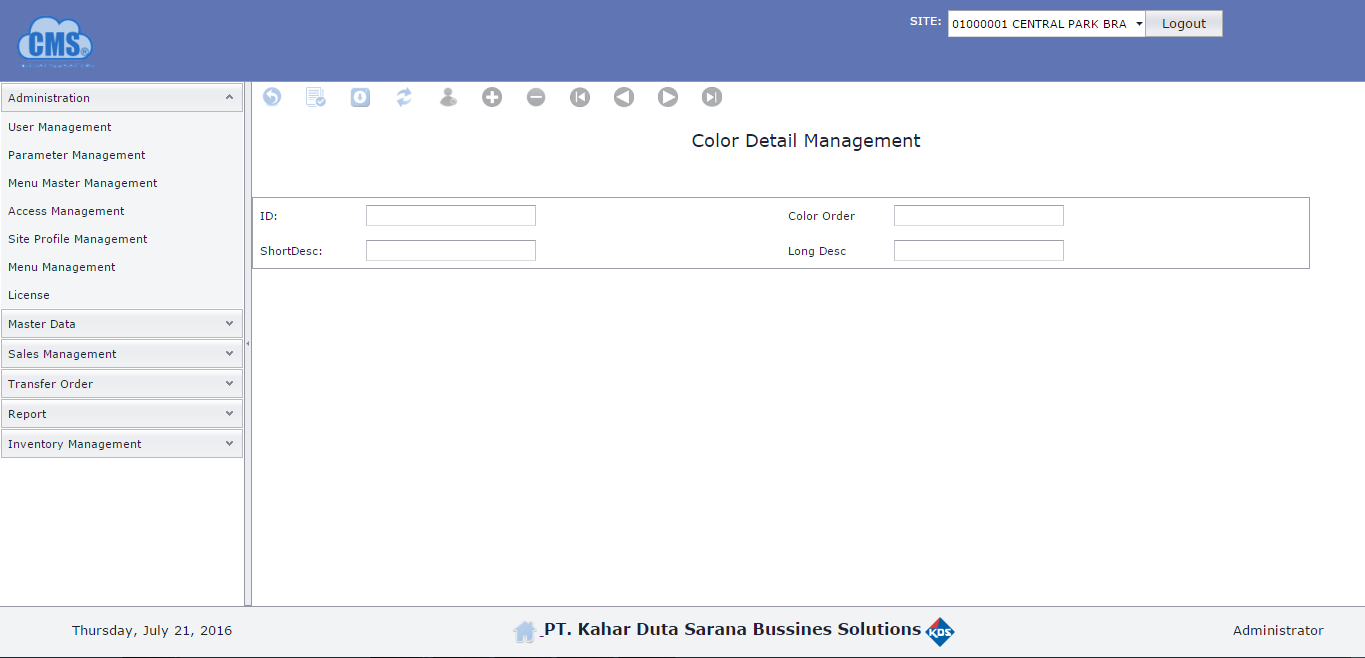 SITE: 01000001 CENTRAL PARK BRA Logout
CMS®
Administration
User Management
Parameter Management
Menu Master Management
Access Management
Site Profile Management
Menu Management
License
Master Data
Sales Management
Transfer Order
Report
Inventory Management
Color Detail Management
ID: Color Order
ShortDesc: Long Desc
Thursday, July 21, 2016 PT. Kahar Duta Sarana Bussines Solutions KDS Administrator